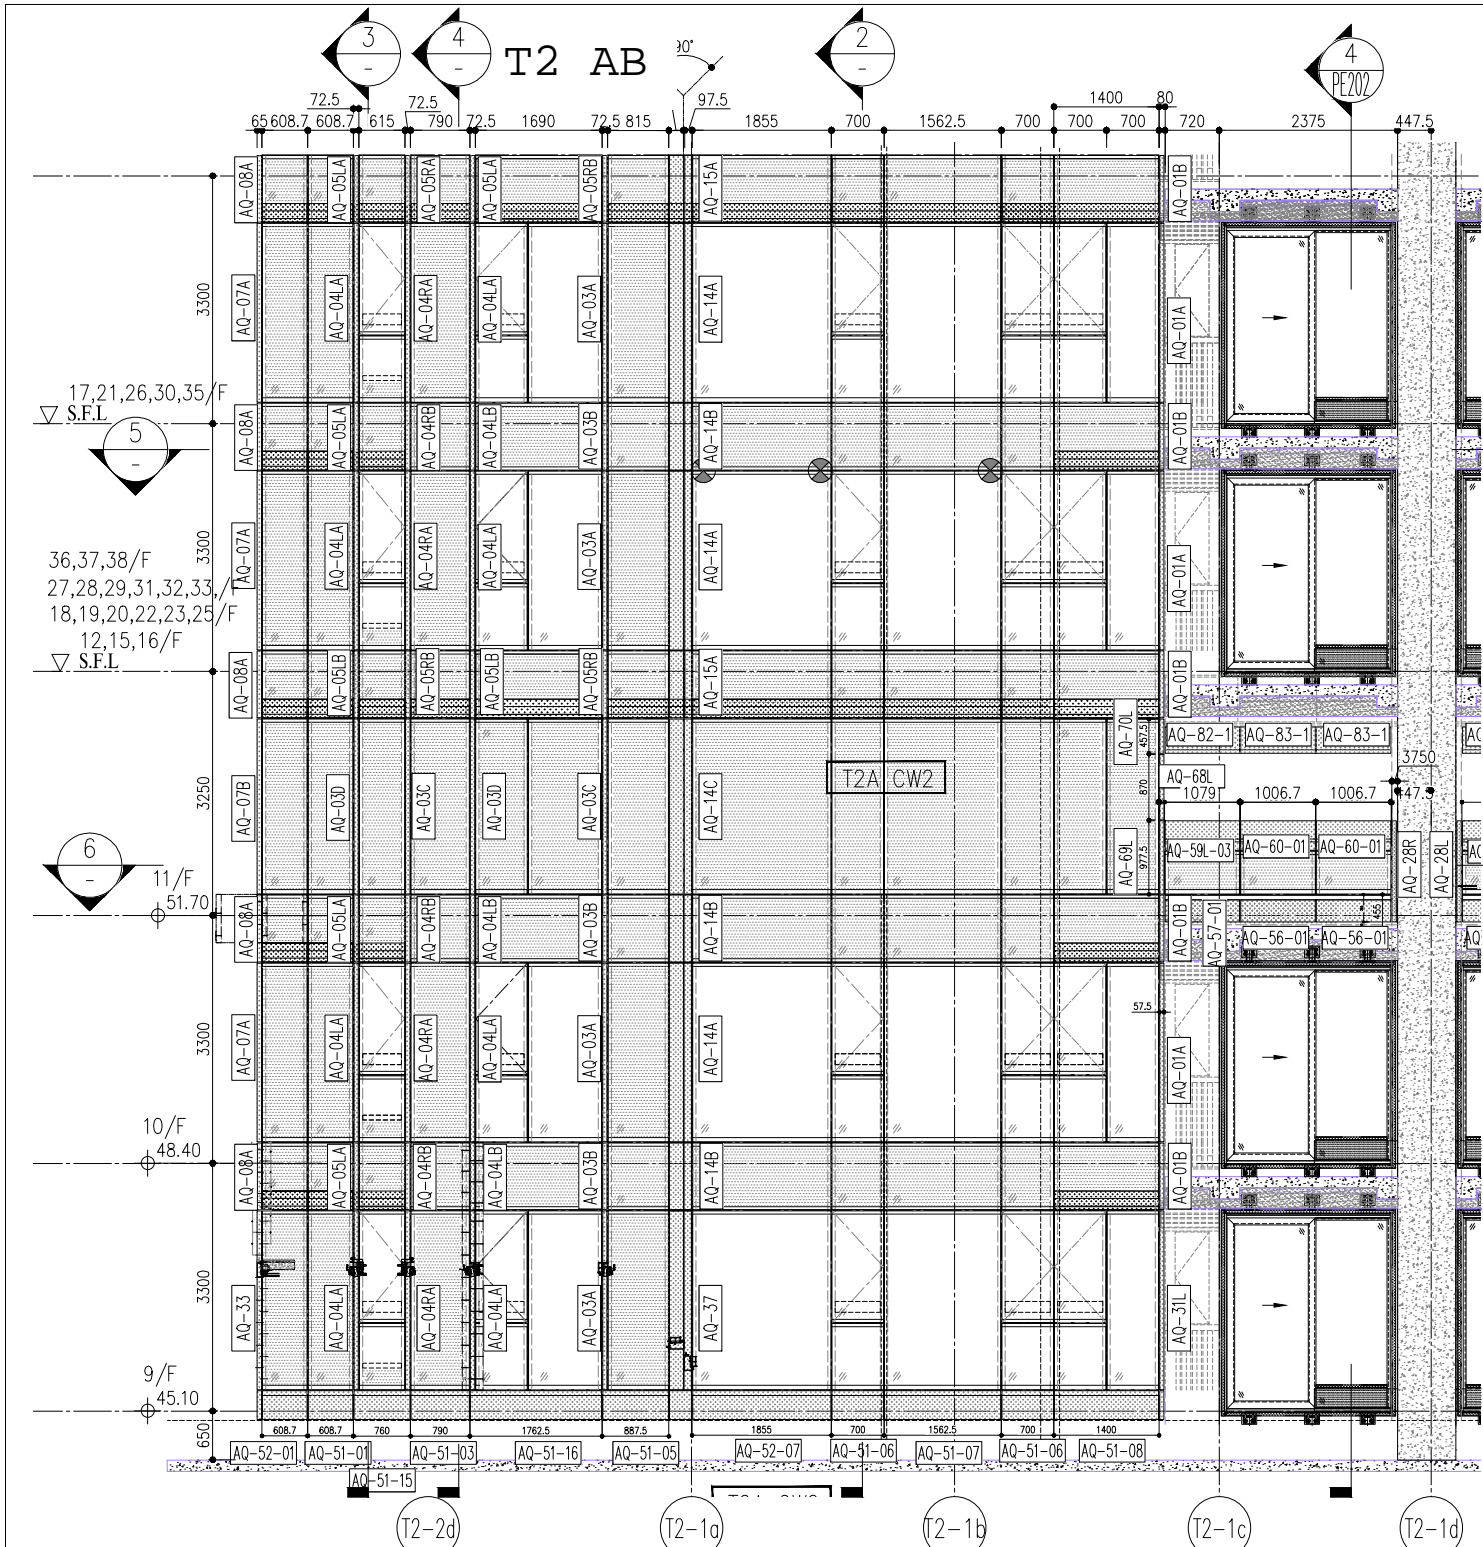 3
-
4
-
T2 AB
2
-
4
PE202
72.5
72.5
97.5
1400
80
65
608.7
608.7
615
790
72.5
1690
72.5
815
1855
700
1562.5
700
700
700
720
2375
447.5
AQ-08A
AQ-05LA
AQ-05RA
AQ-05LA
AQ-05RB
AQ-15A
AQ-01B
3300
AQ-07A
AQ-04LA
AQ-04RA
AQ-04LA
AQ-03A
AQ-14A
AQ-01A
17,21,26,30,35/F
S.F.L
5
-
AQ-08A
AQ-05LA
AQ-04RB
AQ-04LB
AQ-03B
AQ-14B
AQ-01B
3300
AQ-07A
AQ-04LA
AQ-04RA
AQ-04LA
AQ-03A
AQ-14A
AQ-01A
36,37,38/F
27,28,29,31,32,33,/F
18,19,20,22,23,25/F
12,15,16/F
S.F.L
AQ-08A
AQ-05LB
AQ-05RB
AQ-05LB
AQ-05RB
AQ-15A
AQ-01B
AQ-70L
457.5
AQ-82-1
AQ-83-1
AQ-83-1
3250
AQ-07B
AQ-03D
AQ-03C
AQ-03D
AQ-03C
AQ-14C
T2A CW2
870
AQ-68L
3750
1079
1006.7
1006.7
447.5
AQ-69L
977.5
AQ-59L-03
AQ-60-01
AQ-60-01
AQ-28R
AQ-28L
6
-
11/F
51.70
AQ-08A
AQ-05LA
AQ-04RB
AQ-04LB
AQ-03B
AQ-14B
AQ-01B
AQ-57-01
AQ-56-01
AQ-56-01
455
3300
AQ-07A
AQ-04LA
AQ-04RA
AQ-04LA
AQ-03A
AQ-14A
57.5
AQ-01A
10/F
48.40
AQ-08A
AQ-05LA
AQ-04RB
AQ-04LB
AQ-03B
AQ-14B
AQ-01B
3300
AQ-33
AQ-04LA
AQ-04RA
AQ-04LA
AQ-03A
AQ-37
AQ-31L
9/F
45.10
650
608.7
608.7
760
790
1762.5
887.5
1855
700
1562.5
700
1400
AQ-52-01
AQ-51-01
AQ-51-03
AQ-51-16
AQ-51-05
AQ-52-07
AQ-51-06
AQ-51-07
AQ-51-06
AQ-51-08
AQ-51-15
T2-2d
T2-1a
T2-1b
T2-1c
T2-1d